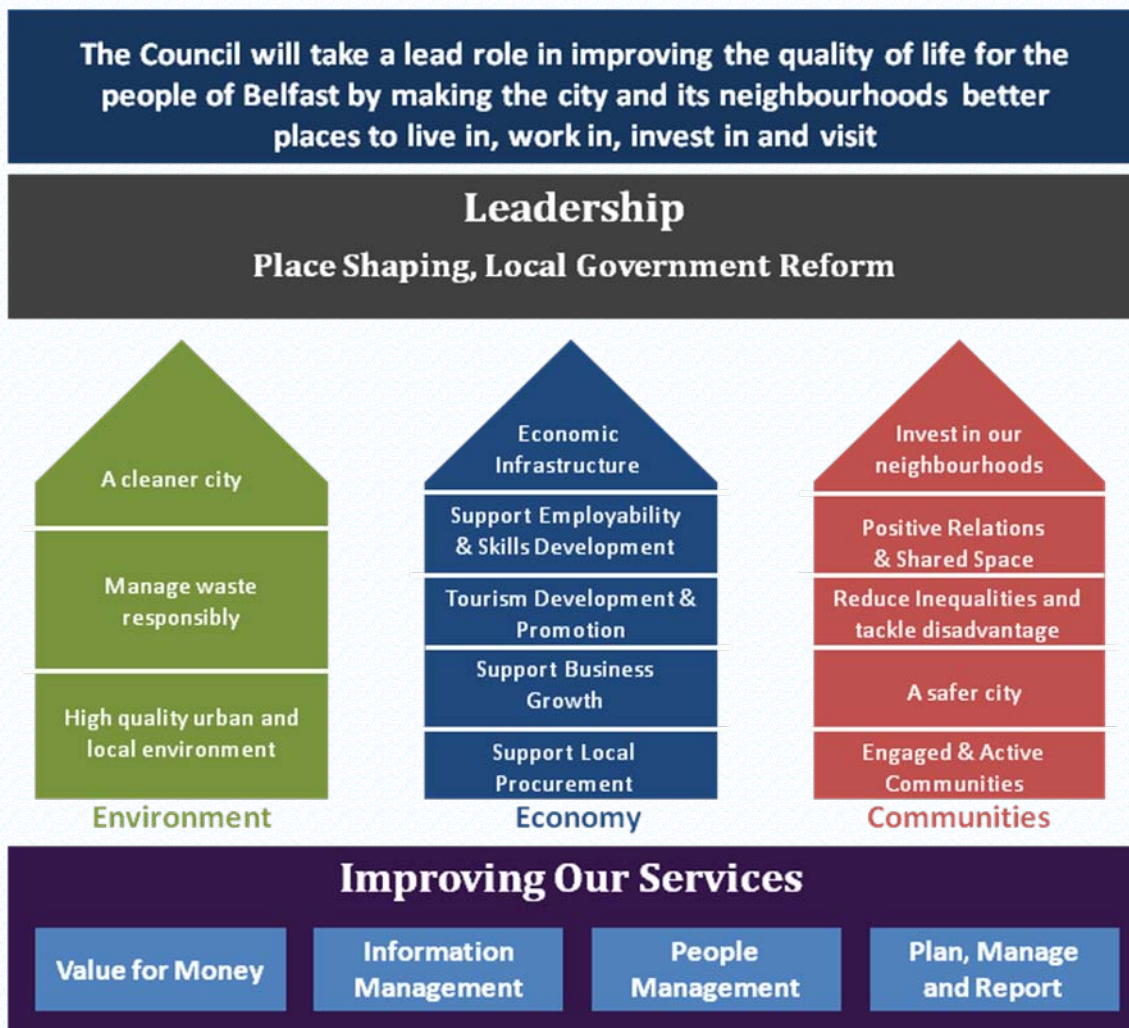 The Council will take a lead role in improving the quality of life for the
people of Belfast by making the city and its neighbourhoods better
places to live in, work in, invest in and visit
Leadership
Place Shaping, Local Government Reform
A cleaner city
Manage waste
responsibly
High quality urban and
local environment
Environment
Economic
Infrastructure
Support Employability
& Skills Development
Tourism Development &
Promotion
Support Business
Growth
Support Local
Procurement
Economy
Invest in our
neighbourhoods
Positive Relations
& Shared Space
Reduce Inequalities and
tackle disadvantage
A safer city
Engaged & Active
Communities
Communities
Improving Our Services
Value for Money
Information
Management
People
Management
Plan, Manage
and Report